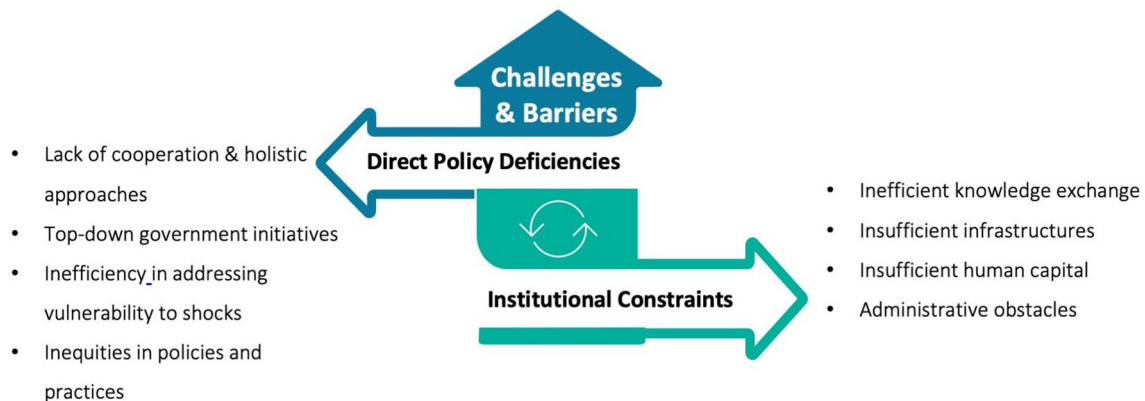 Challenges
& Barriers
Direct Policy Deficiencies
• Lack of cooperation & holistic
approaches
• Top-down government initiatives
• Inefficiency in addressing
vulnerability to shocks
• Inequities in policies and
practices
Institutional Constraints
• Inefficient knowledge exchange
• Insufficient infrastructures
• Insufficient human capital
• Administrative obstacles